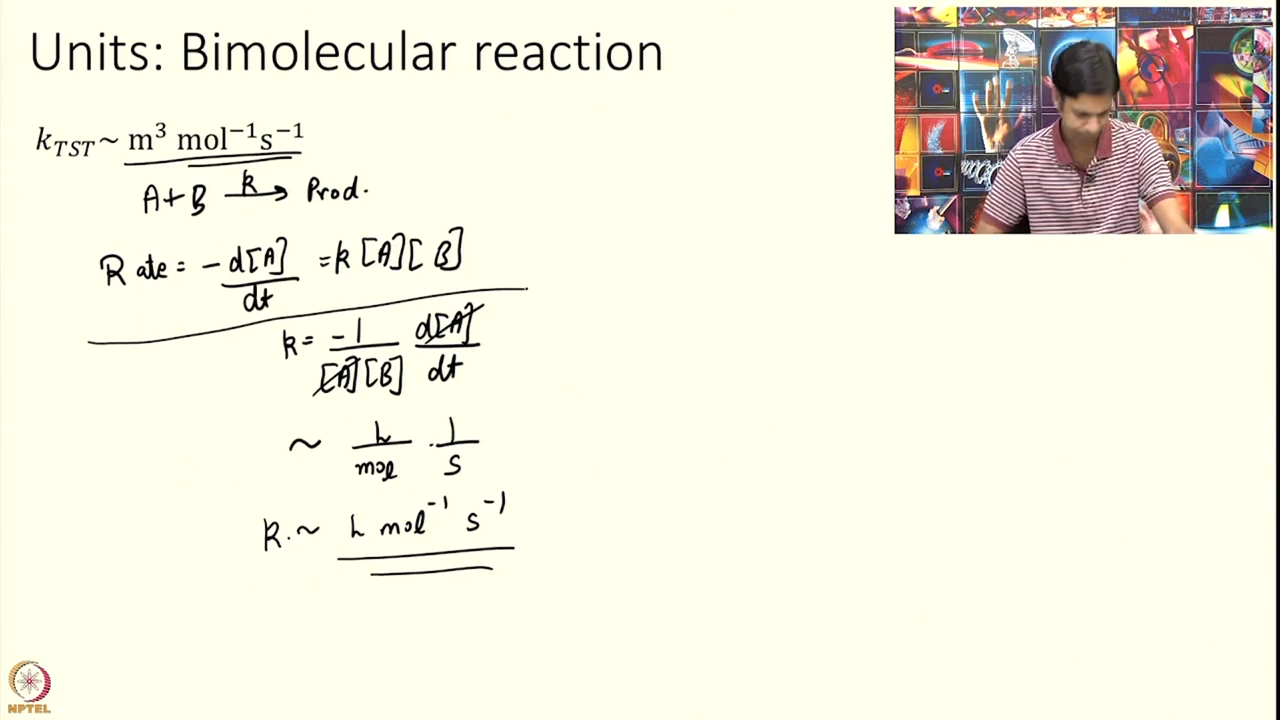 Units: Bimolecular reaction
k_TST ~ m³ mol⁻¹s⁻¹
A+B —k→ Prod.
Rate = -d[A]/dt = k[A][B]
k = -1/[A][B] d[A]/dt
~ L/mol · 1/s
k ~ L mol⁻¹ s⁻¹
NPTEL